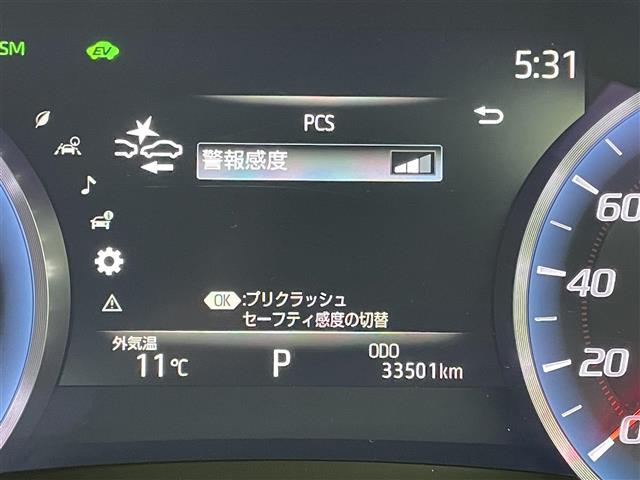 SM
EV
5:31
PCS
警報感度
OK :プリクラッシュ
セーフティ感度の切替
外気温
11℃
P
ODO
33501km
60
40
20
0